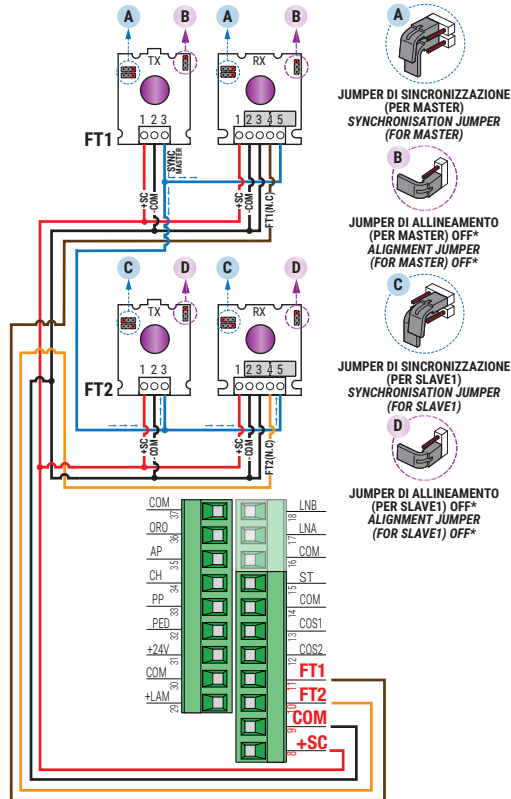 A B A B
TX RX
1 2 3 1 2 3 4 5
FT1
SYNC
MASTER
+SC -COM +SC -COM FT1(N.C)
C D C D
TX RX
1 2 3 1 2 3 4 5
FT2
+SC COM +SC COM FT2(N.C)
A
JUMPER DI SINCRONIZZAZIONE
(PER MASTER)
SYNCHRONISATION JUMPER
(FOR MASTER)
B
JUMPER DI ALLINEAMENTO
(PER MASTER) OFF*
ALIGNMENT JUMPER
(FOR MASTER) OFF*
C
JUMPER DI SINCRONIZZAZIONE
(PER SLAVE1)
SYNCHRONISATION JUMPER
(FOR SLAVE1)
D
JUMPER DI ALLINEAMENTO
(PER SLAVE1) OFF*
ALIGNMENT JUMPER
(FOR SLAVE1) OFF*
COM 37
ORO 36
AP 35
CH 34
PP 33
PED 32
+24V 31
COM 30
+LAM 29
LNB 18
LNA 17
COM 16
ST 15
COM 14
COS1 13
COS2 12
FT1 11
FT2 10
COM 9
+SC 8